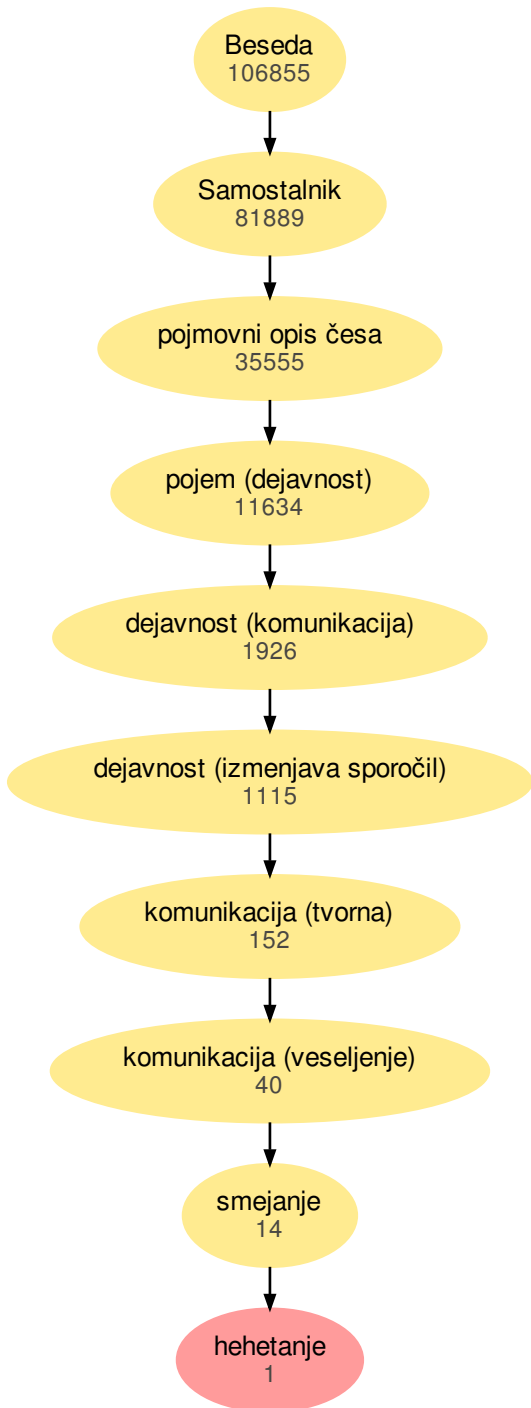 Beseda
106855
Samostalnik
81889
pojmovni opis česa
35555
pojem (dejavnost)
11634
dejavnost (komunikacija)
1926
dejavnost (izmenjava sporočil)
1115
komunikacija (tvorna)
152
komunikacija (veseljenje)
40
smejanje
14
hehetanje
1